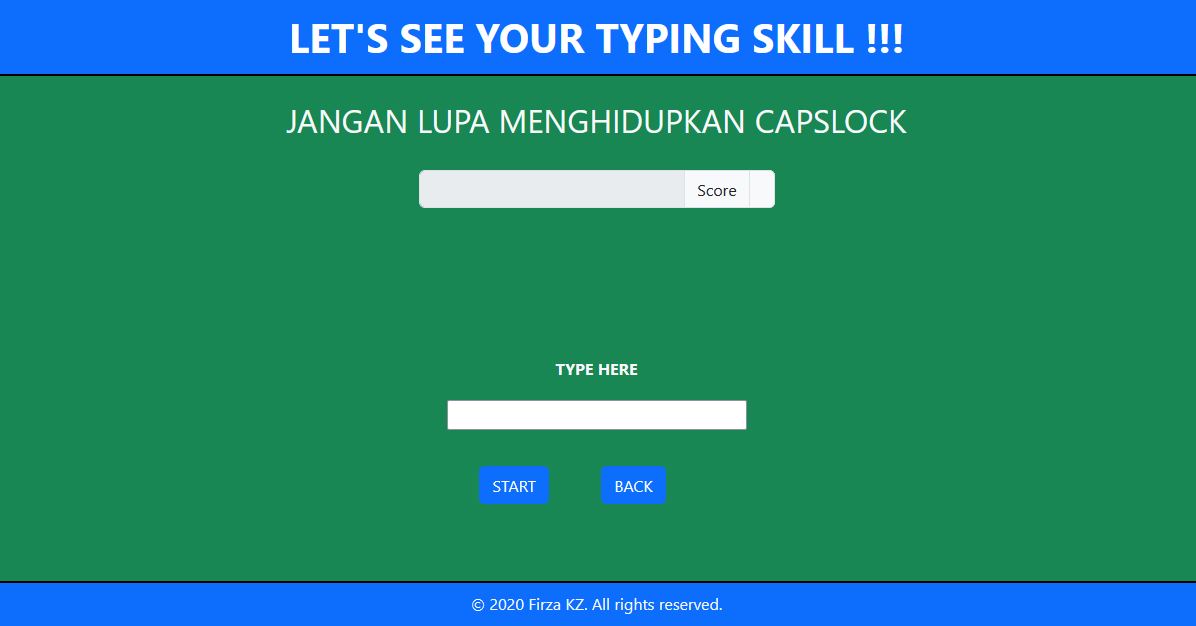 LET'S SEE YOUR TYPING SKILL !!!
JANGAN LUPA MENGHIDUPKAN CAPSLOCK
Score
TYPE HERE
START BACK
© 2020 Firza KZ. All rights reserved.